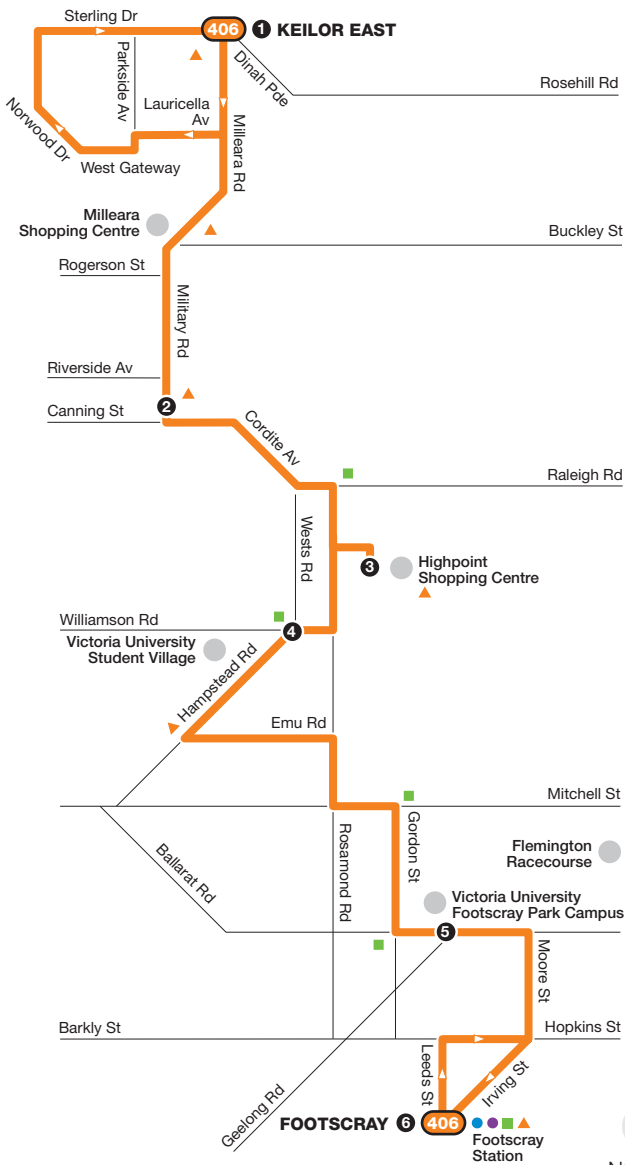 Sterling Dr
406 1 KEILOR EAST
Parkside Av
Dinah Pde
Rosehill Rd
Lauricella
Av
Norwood Dr
Milleara Rd
West Gateway
Milleara
Shopping Centre
Buckley St
Rogerson St
Military Rd
Riverside Av
2
Canning St
Cordite Av
Raleigh Rd
Wests Rd
3
Highpoint
Shopping Centre
Williamson Rd
4
Victoria University
Student Village
Hampstead Rd
Emu Rd
Mitchell St
Gordon St
Rosamond Rd
Ballarat Rd
Flemington
Racecourse
Victoria University
Footscray Park Campus
5
Moore St
Barkly St
Hopkins St
Leeds St
Irving St
Geelong Rd
FOOTSCRAY 6 406
Footscray
Station